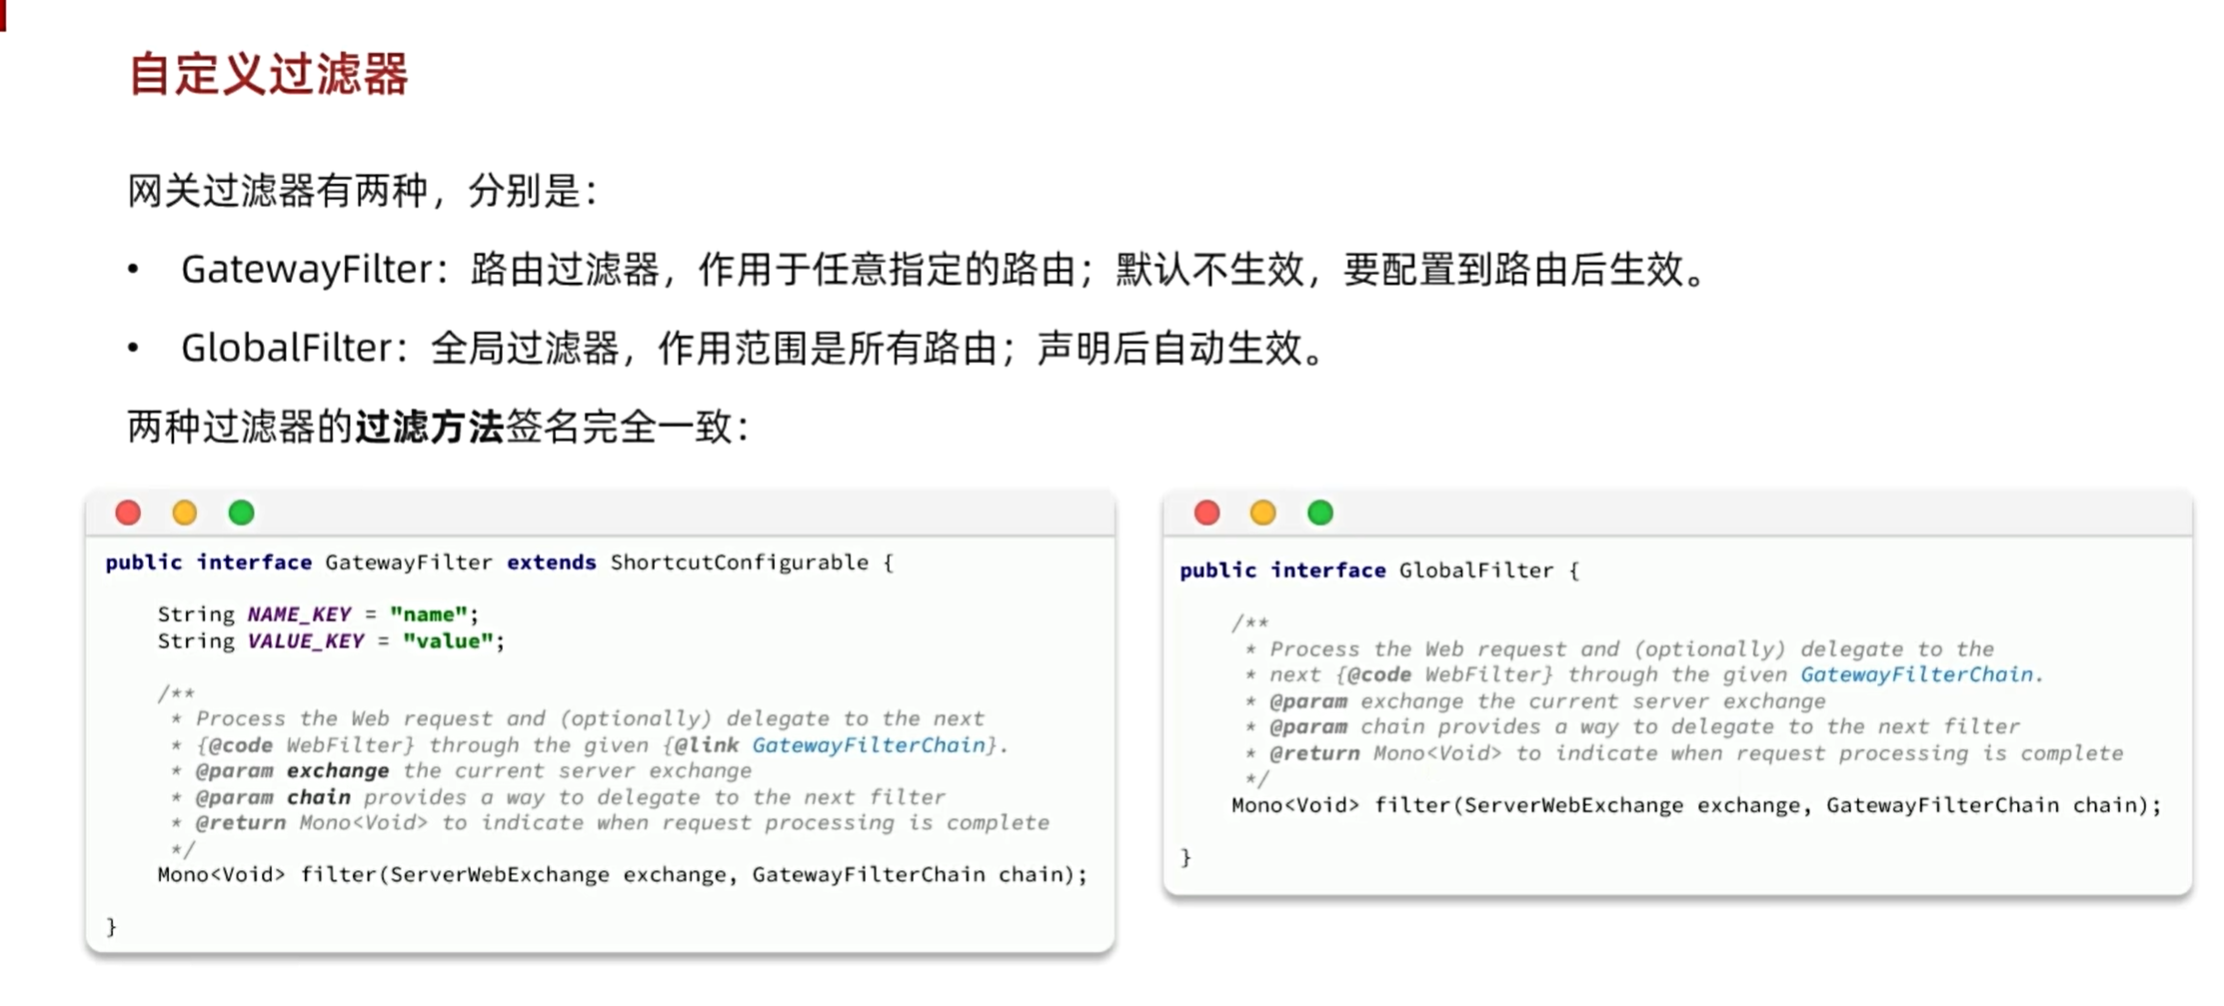 自定义过滤器
网关过滤器有两种，分别是：
• GatewayFilter：路由过滤器，作用于任意指定的路由；默认不生效，要配置到路由后生效。
• GlobalFilter：全局过滤器，作用范围是所有路由；声明后自动生效。
两种过滤器的过滤方法签名完全一致：
public interface GatewayFilter extends ShortcutConfigurable {
String NAME_KEY = "name";
String VALUE_KEY = "value";
/**
* Process the Web request and (optionally) delegate to the next
* {@code WebFilter} through the given {@link GatewayFilterChain}.
* @param exchange the current server exchange
* @param chain provides a way to delegate to the next filter
* @return Mono<Void> to indicate when request processing is complete
*/
Mono<Void> filter(ServerWebExchange exchange, GatewayFilterChain chain);
}
public interface GlobalFilter {
/**
* Process the Web request and (optionally) delegate to the
* next {@code WebFilter} through the given GatewayFilterChain.
* @param exchange the current server exchange
* @param chain provides a way to delegate to the next filter
* @return Mono<Void> to indicate when request processing is complete
*/
Mono<Void> filter(ServerWebExchange exchange, GatewayFilterChain chain);
}